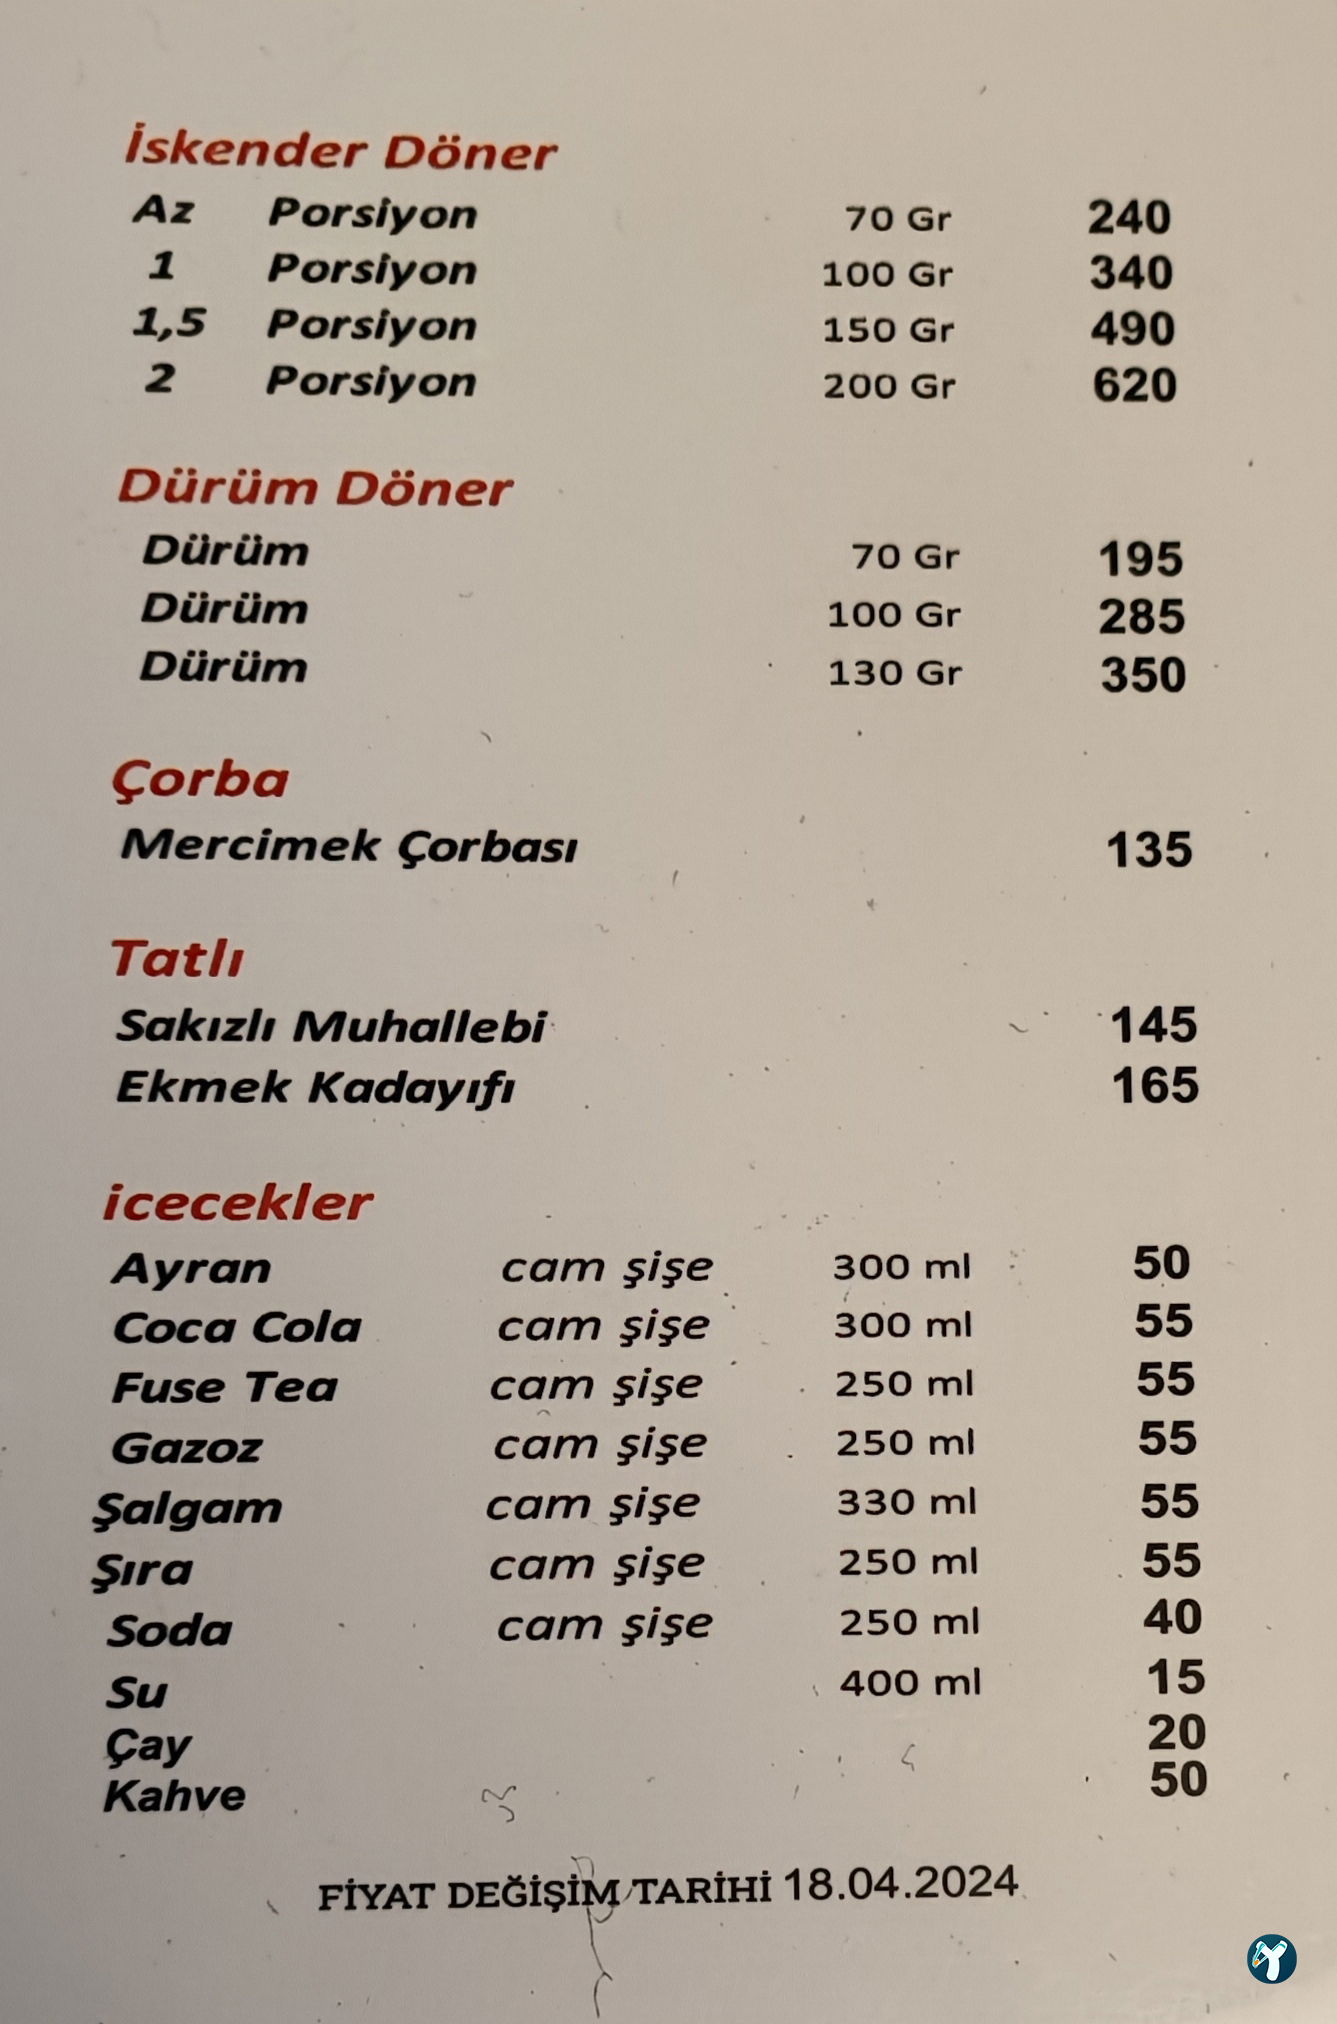 İskender Döner
Az Porsiyon 70 Gr 240
1 Porsiyon 100 Gr 340
1,5 Porsiyon 150 Gr 490
2 Porsiyon 200 Gr 620
Dürüm Döner
Dürüm 70 Gr 195
Dürüm 100 Gr 285
Dürüm 130 Gr 350
Çorba
Mercimek Çorbası 135
Tatlı
Sakızlı Muhallebi 145
Ekmek Kadayıfı 165
icecekler
Ayran cam şişe 300 ml 50
Coca Cola cam şişe 300 ml 55
Fuse Tea cam şişe 250 ml 55
Gazoz cam şişe 250 ml 55
Şalgam cam şişe 330 ml 55
Şıra cam şişe 250 ml 55
Soda cam şişe 250 ml 40
Su 400 ml 15
Çay 20
Kahve 50
FİYAT DEĞİŞİM TARİHİ 18.04.2024